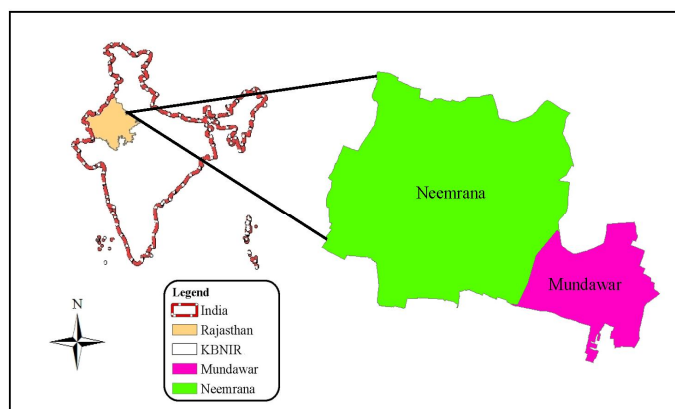 Neemrana
Mundawar
N
Legend
India
Rajasthan
KBNIR
Mundawar
Neemrana